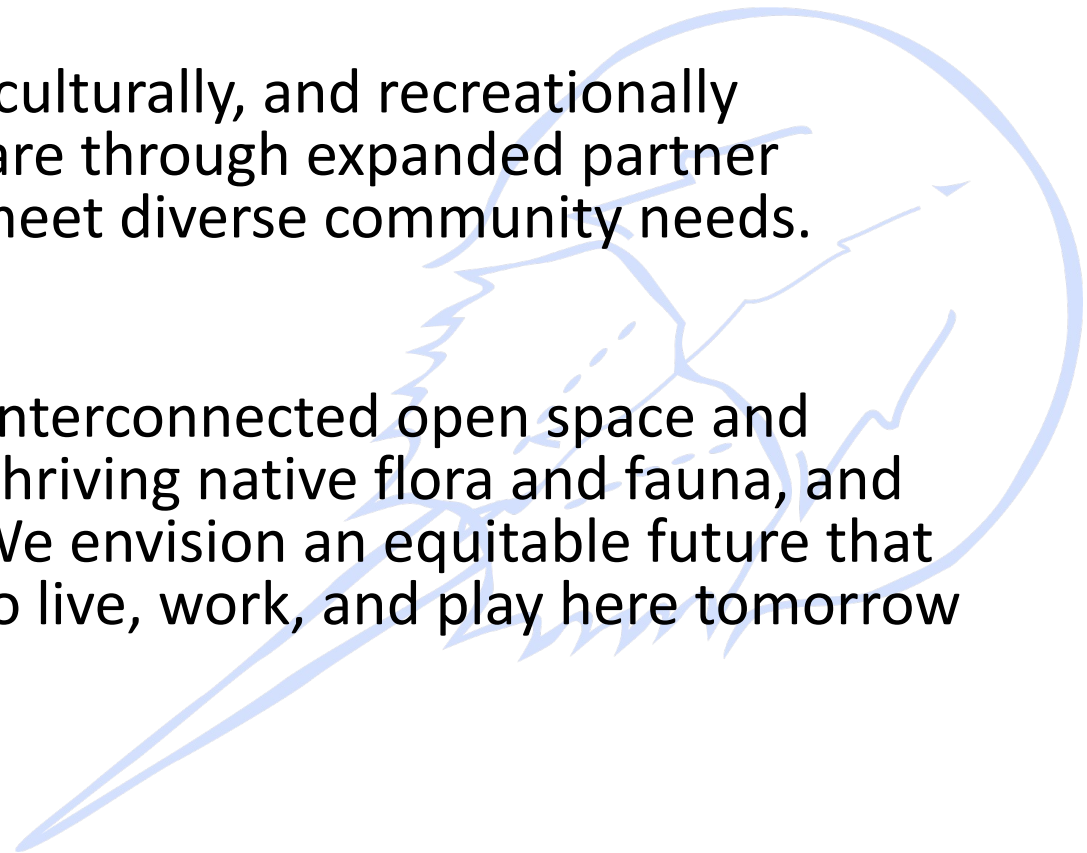 culturally, and recreationally
are through expanded partner
meet diverse community needs.
nterconnected open space and
hriving native flora and fauna, and
We envision an equitable future that
o live, work, and play here tomorrow